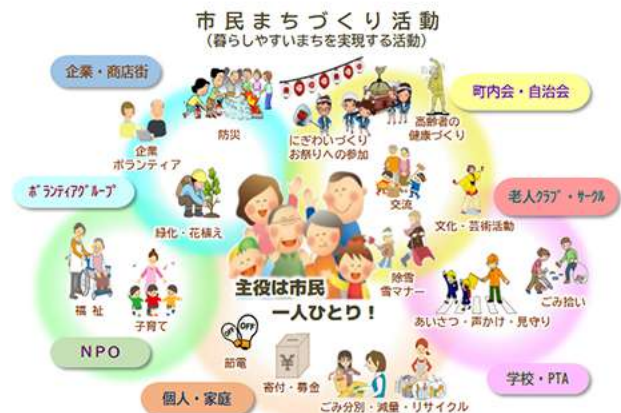 市民まちづくり活動
（暮らしやすいまちを実現する活動）
企業・商店街
町内会・自治会
企業
ボランティア
防災
にぎわいづくり
お祭りへの参加
高齢者の
健康づくり
ボランティアグループ
緑化・花植え
交流
文化・芸術活動
老人クラブ・サークル
除雪
雪マナー
主役は市民
一人ひとり！
福祉
子育て
あいさつ・声かけ・見守り
ごみ拾い
NPO
OFF
OFF
節電
¥
寄付・募金
ごみ分別・減量・リサイクル
個人・家庭
学校・PTA